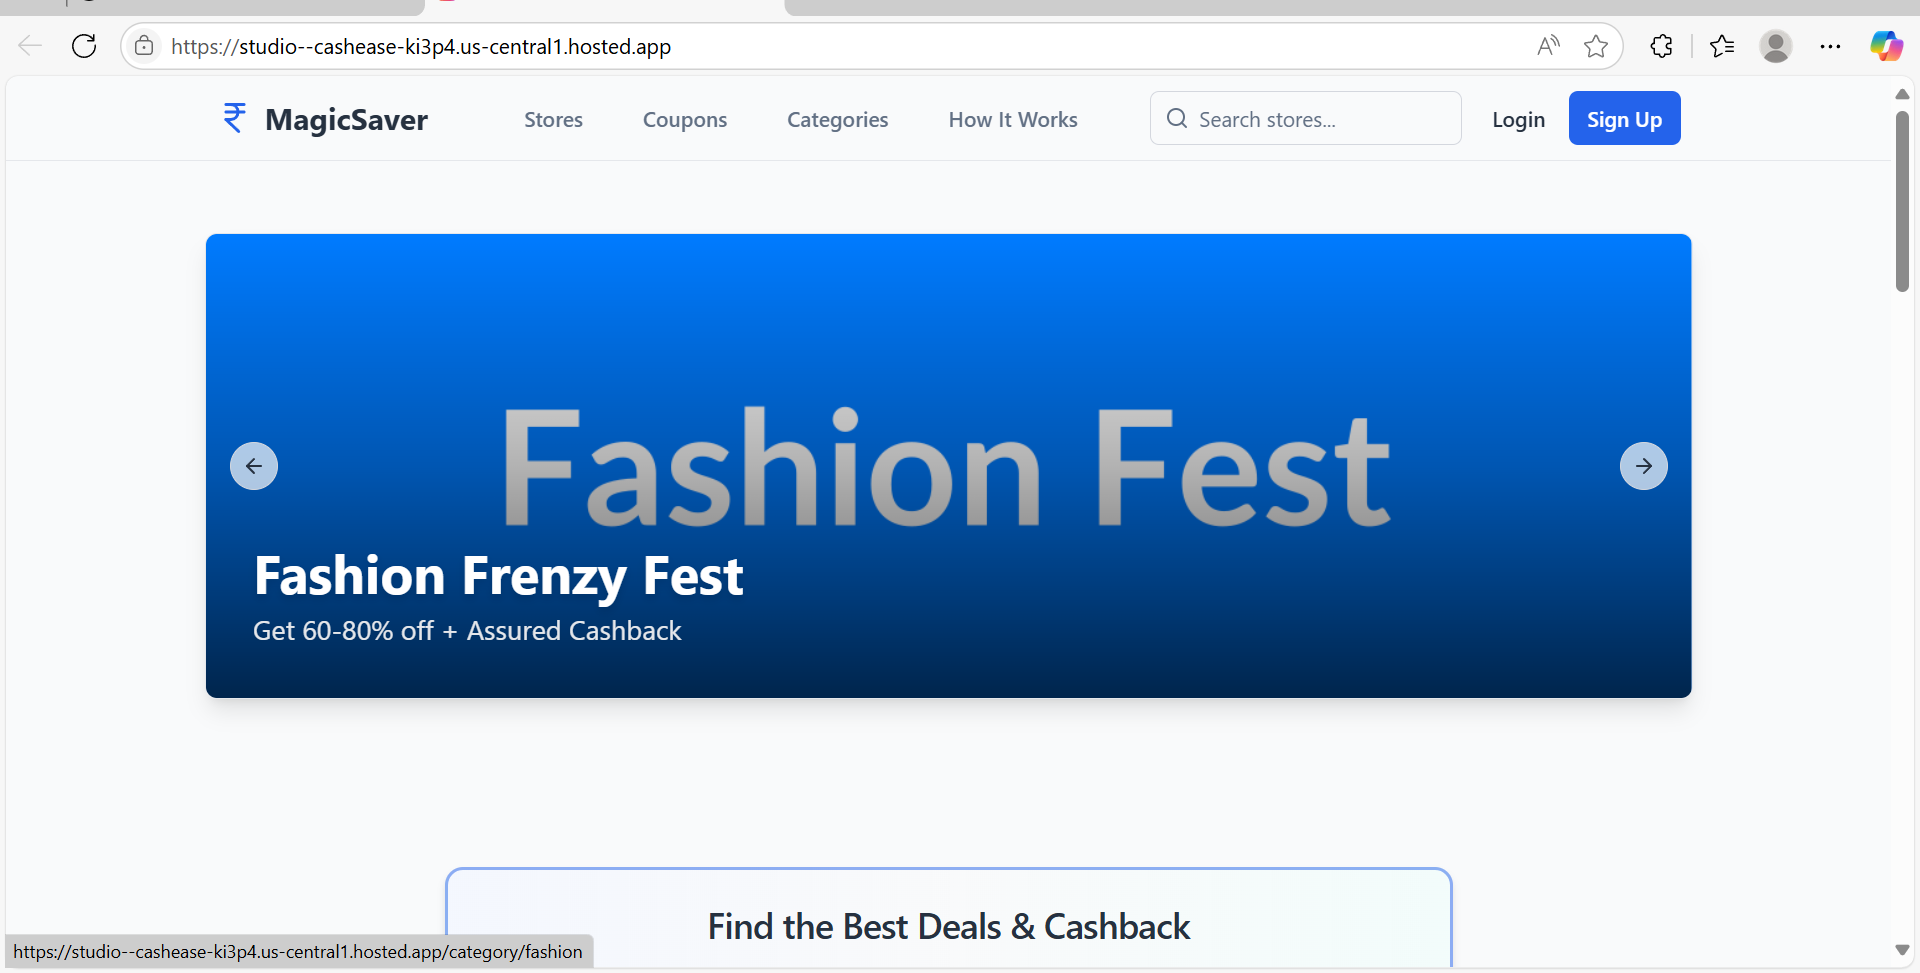 https://studio--cashease-ki3p4.us-central1.hosted.app
MagicSaver
Stores
Coupons
Categories
How It Works
Search stores...
Login
Sign Up
Fashion Fest
Fashion Frenzy Fest
Get 60-80% off + Assured Cashback
Find the Best Deals & Cashback
https://studio--cashease-ki3p4.us-central1.hosted.app/category/fashion